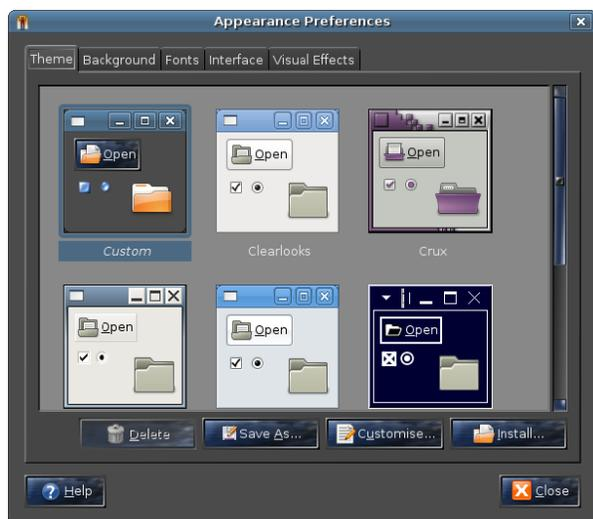 Appearance Preferences
Theme Background Fonts Interface Visual Effects
Open Open Open
Custom Clearlooks Crux
Open Open Open
Delete Save As... Customise... Install...
Help Close